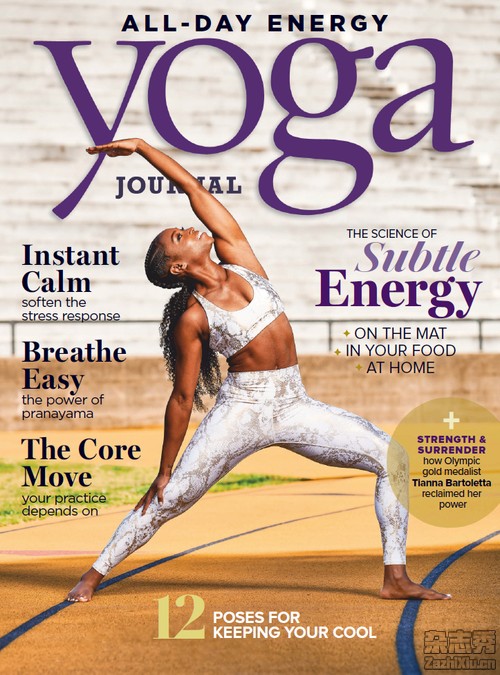 ALL-DAY ENERGY
yoga
JOURNAL
THE SCIENCE OF
Subtle
Energy
ON THE MAT
IN YOUR FOOD
AT HOME
Instant
Calm
soften the
stress response
Breathe
Easy
the power of
pranayama
The Core
Move
your practice
depends on
+
STRENGTH &
SURRENDER
how Olympic
gold medalist
Tianna Bartoletta
reclaimed her
power
12 POSES FOR
KEEPING YOUR COOL
杂志秀
ZazhiXiu.cn